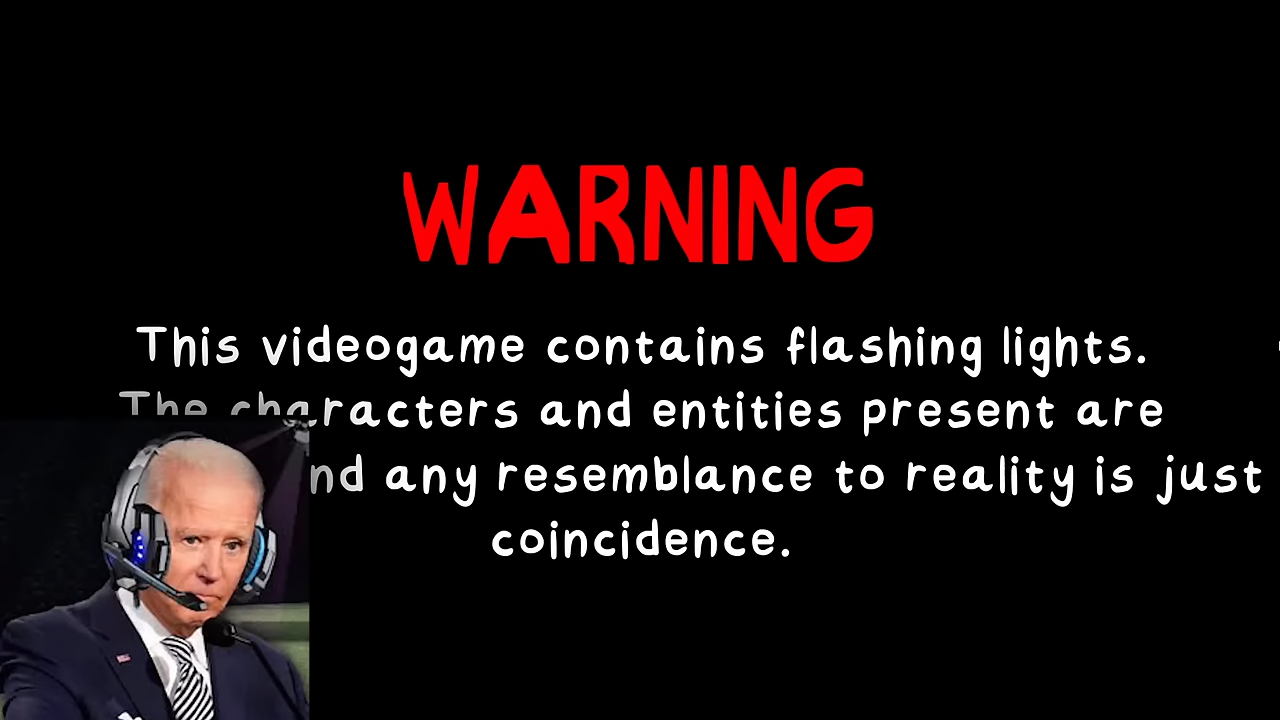 WARNING
This videogame contains flashing lights.
The characters and entities present are
and any resemblance to reality is just
coincidence.